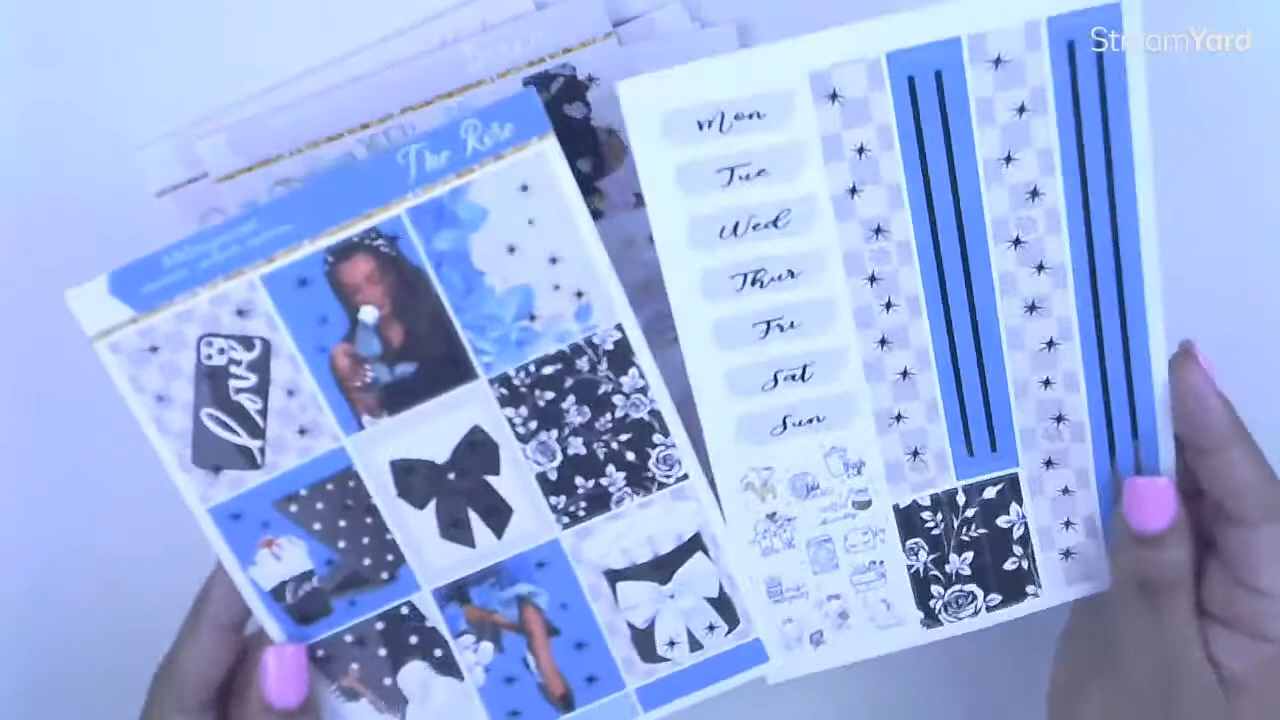 StreamYard
The Rose
love
Mon
Tue
Wed
Thur
Fri
Sat
Sun